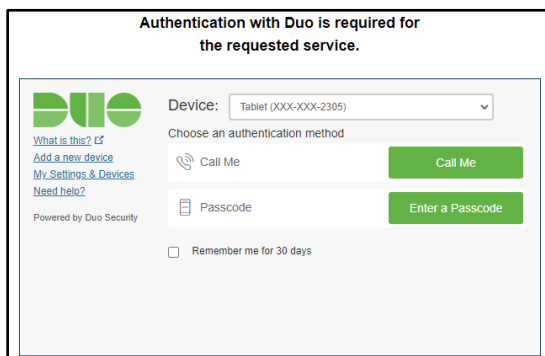 Authentication with Duo is required for
the requested service.
DUO
Device: Tablet (XXX-XXX-2305)
What is this?
Add a new device
My Settings & Devices
Need help?
Powered by Duo Security
Choose an authentication method
Call Me Call Me
Passcode Enter a Passcode
Remember me for 30 days